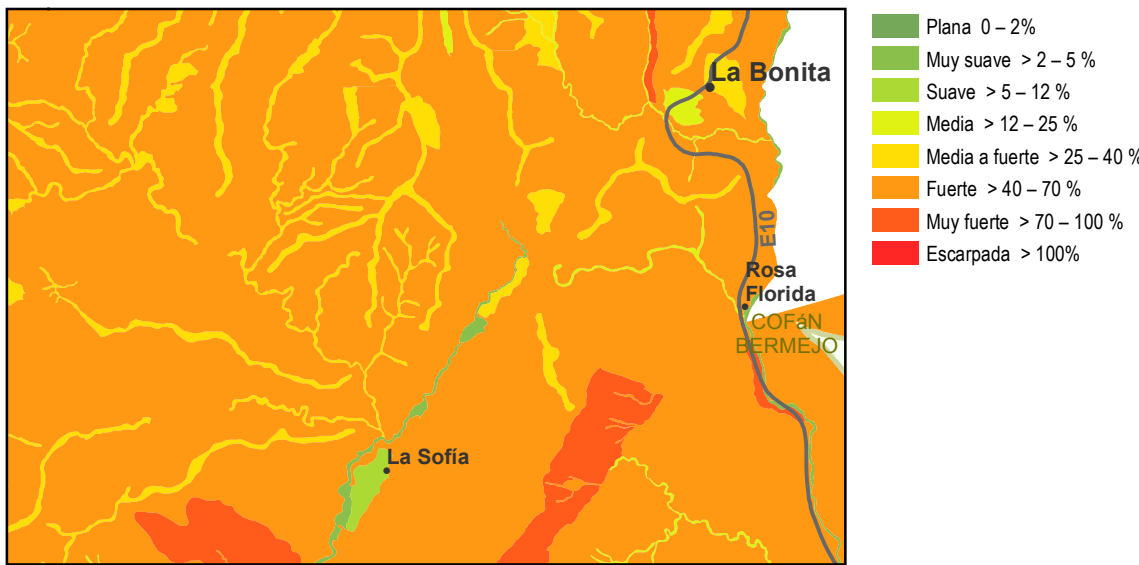 La Bonita
E10
Rosa
Florida
COFáN
BERMEJO
La Sofía
Plana 0 – 2%
Muy suave > 2 – 5 %
Suave > 5 – 12 %
Media > 12 – 25 %
Media a fuerte > 25 – 40 %
Fuerte > 40 – 70 %
Muy fuerte > 70 – 100 %
Escarpada > 100%